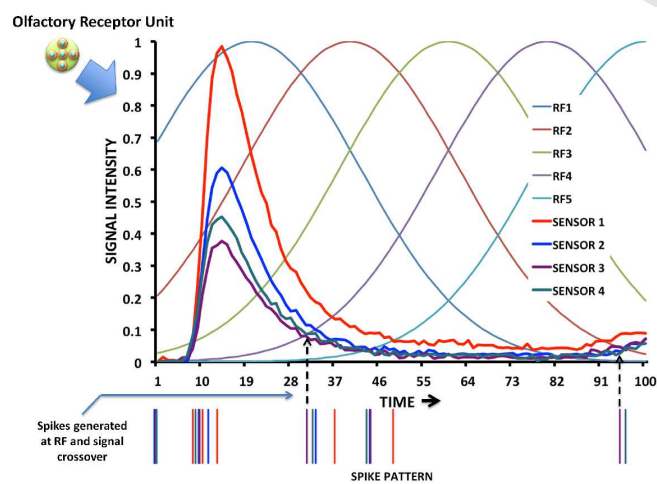 Olfactory Receptor Unit
1
0.9
0.8
0.7
0.6
0.5
0.4
0.3
0.2
0.1
0
SIGNAL INTENSITY
RF1
RF2
RF3
RF4
RF5
SENSOR 1
SENSOR 2
SENSOR 3
SENSOR 4
1 10 19 28 37 46 55 64 73 82 91 100
TIME
Spikes generated
at RF and signal
crossover
SPIKE PATTERN